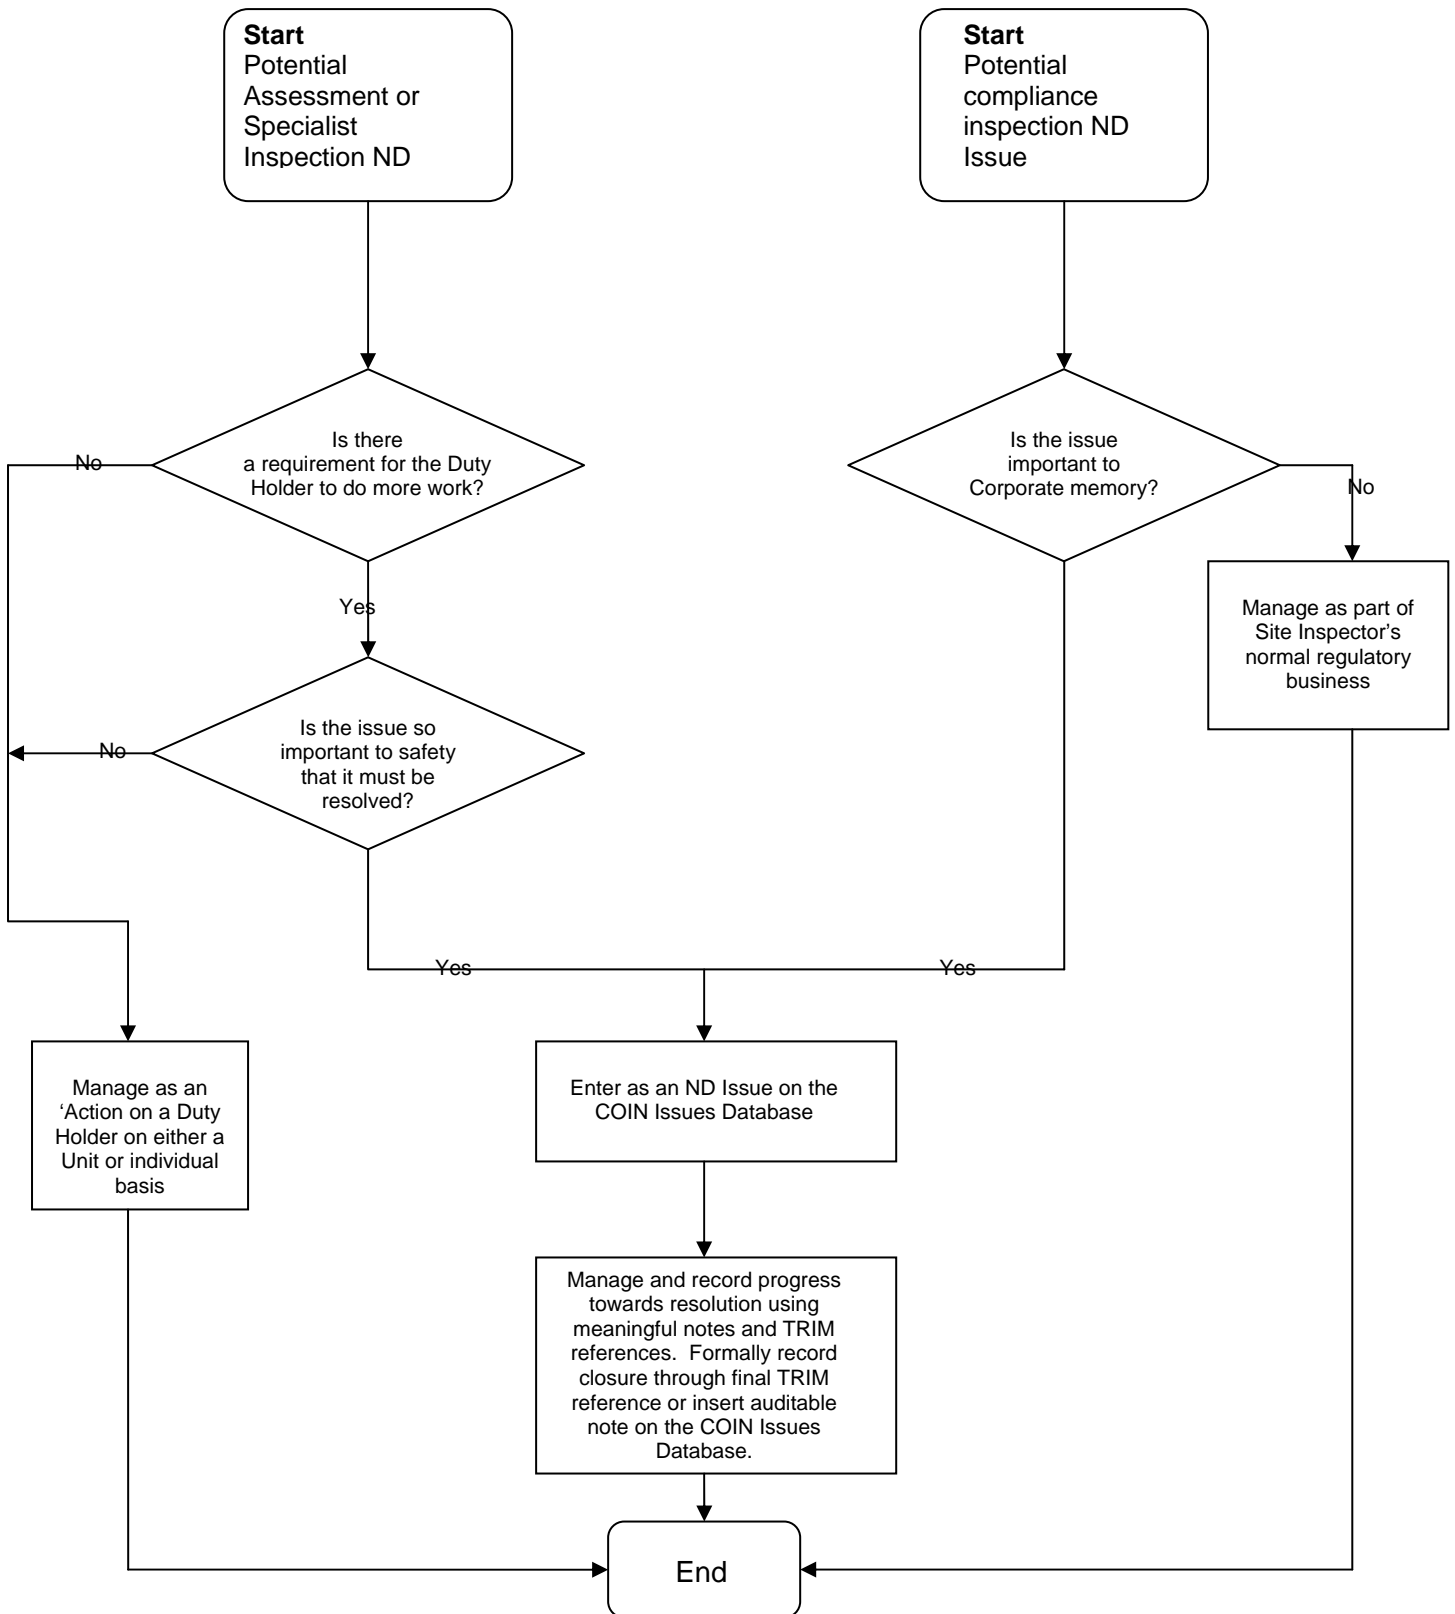 Start
Potential
Assessment or
Specialist
Inspection ND
Start
Potential
compliance
inspection ND
Issue
Is there
a requirement for the Duty
Holder to do more work?
No
Yes
Is the issue
important to
Corporate memory?
No
Manage as part of
Site Inspector’s
normal regulatory
business
Is the issue so
important to safety
that it must be
resolved?
No
Yes
Yes
Manage as an
‘Action on a Duty
Holder on either a
Unit or individual
basis
Enter as an ND Issue on the
COIN Issues Database
Manage and record progress
towards resolution using
meaningful notes and TRIM
references.  Formally record
closure through final TRIM
reference or insert auditable
note on the COIN Issues
Database.
End